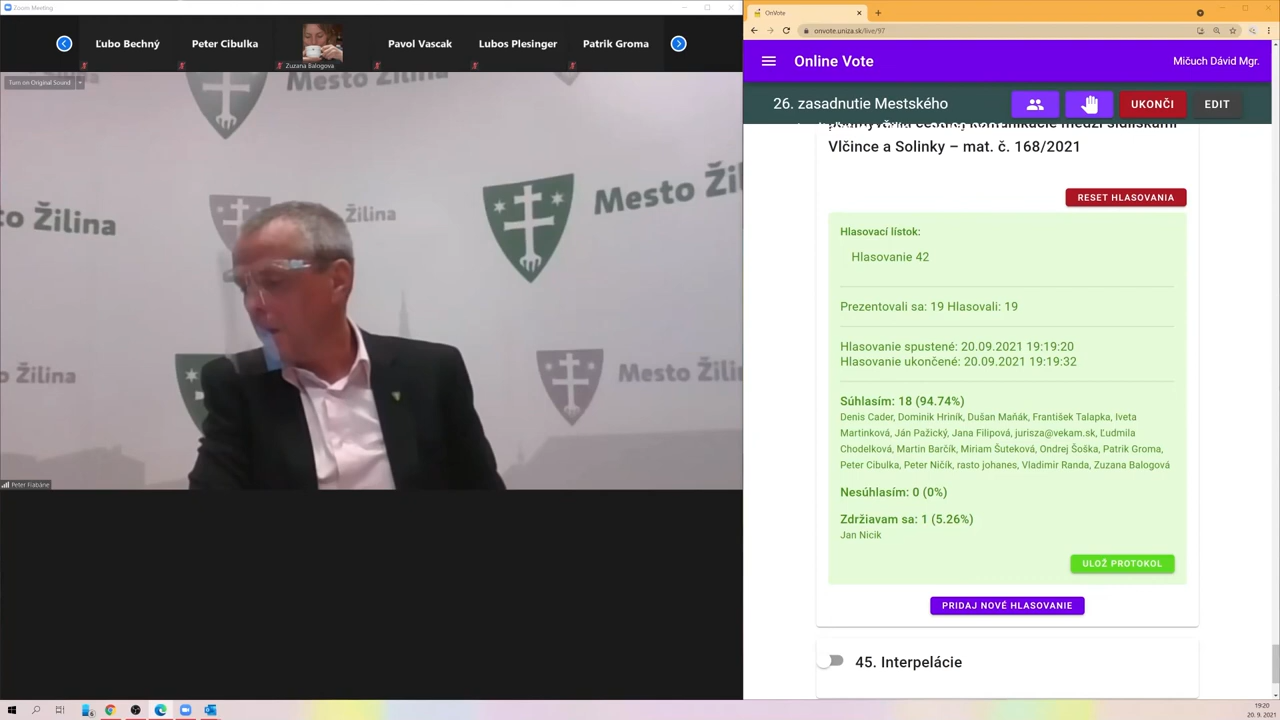 Zoom Meeting
Ľubo Bechný
Peter Cibulka
Zuzana Balogova
Pavol Vascak
Lubos Plesinger
Patrik Groma
Turn on Original Sound
Mesto Žilina
Mesto Ži
sto Žilina
Žilina
o Žilina
Mesto Žilina
Peter Fiabáne
OnVote
onvote.uniza.sk/live/97
Online Vote
Mičuch Dávid Mgr.
26. zasadnutie Mestského
UKONČI
EDIT
Vlčince a Solinky – mat. č. 168/2021
RESET HLASOVANIA
Hlasovací lístok:
Hlasovanie 42
Prezentovali sa: 19 Hlasovali: 19
Hlasovanie spustené: 20.09.2021 19:19:20
Hlasovanie ukončené: 20.09.2021 19:19:32
Súhlasím: 18 (94.74%)
Denis Cader, Dominik Hriník, Dušan Maňák, František Talapka, Iveta
Martinková, Ján Pažický, Jana Filipová, jurisza@vekam.sk, Ľudmila
Chodelková, Martin Barčík, Miriam Šuteková, Ondrej Šoška, Patrik Groma,
Peter Cibulka, Peter Ničík, rasto johanes, Vladimir Randa, Zuzana Balogová
Nesúhlasím: 0 (0%)
Zdržiavam sa: 1 (5.26%)
Jan Nicik
ULOŽ PROTOKOL
PRIDAJ NOVÉ HLASOVANIE
45. Interpelácie
19:20
20. 9. 2021